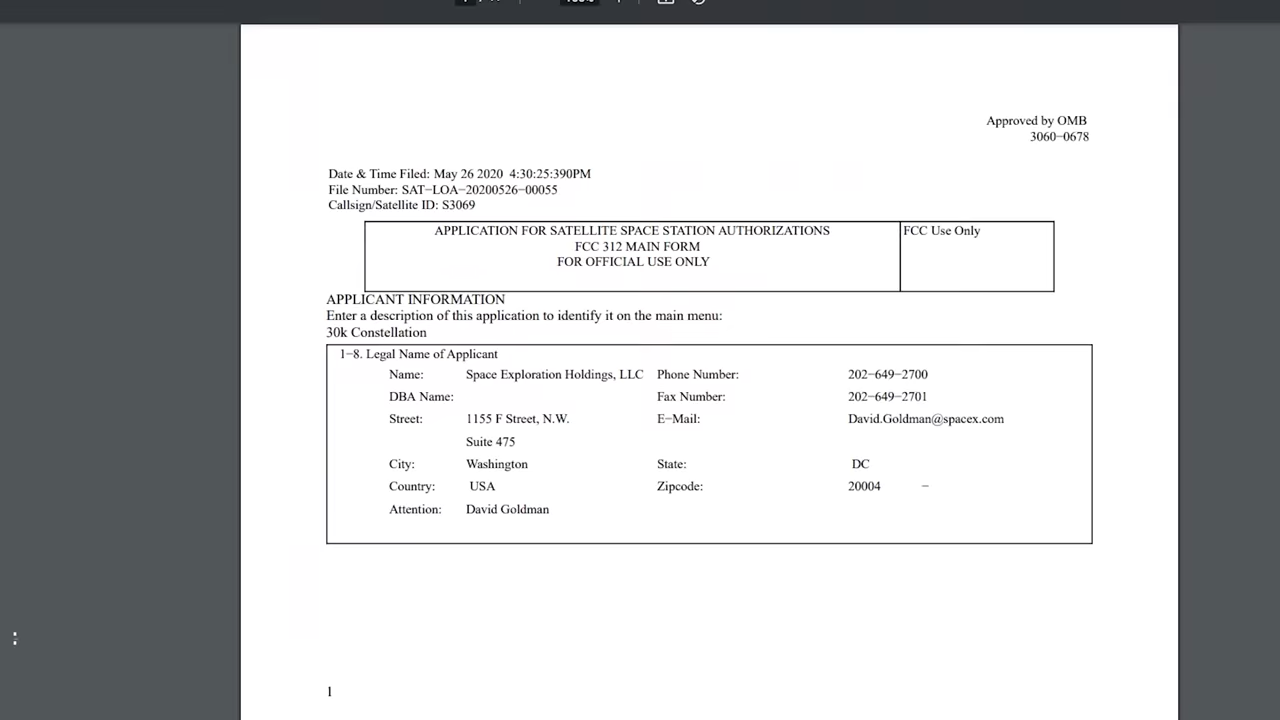 Approved by OMB
3060−0678
Date & Time Filed: May 26 2020 4:30:25:390PM
File Number: SAT−LOA−20200526−00055
Callsign/Satellite ID: S3069
APPLICATION FOR SATELLITE SPACE STATION AUTHORIZATIONS
FCC 312 MAIN FORM
FOR OFFICIAL USE ONLY
FCC Use Only
APPLICANT INFORMATION
Enter a description of this application to identify it on the main menu:
30k Constellation
1−8. Legal Name of Applicant
Name: Space Exploration Holdings, LLC Phone Number: 202−649−2700
DBA Name: Fax Number: 202−649−2701
Street: 1155 F Street, N.W. E−Mail: David.Goldman@spacex.com
Suite 475
City: Washington State: DC
Country: USA Zipcode: 20004 −
Attention: David Goldman
1